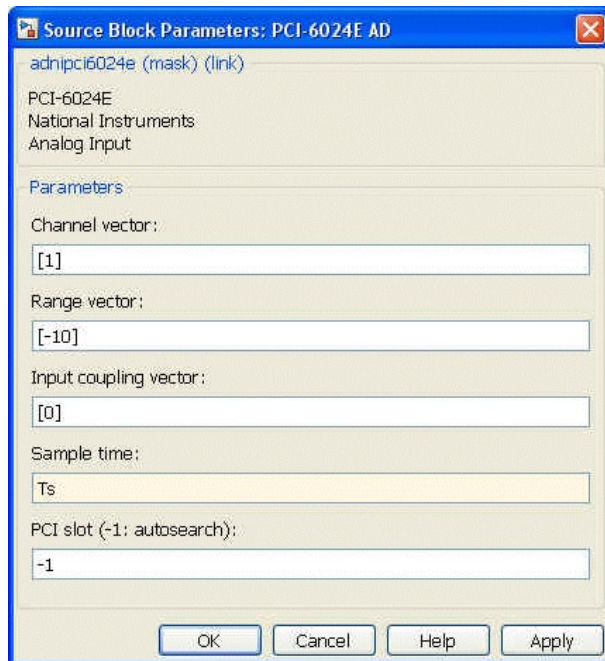 Source Block Parameters: PCI-6024E AD
adnipci6024e (mask) (link)
PCI-6024E
National Instruments
Analog Input
Parameters
Channel vector:
[1]
Range vector:
[-10]
Input coupling vector:
[0]
Sample time:
Ts
PCI slot (-1: autosearch):
-1
OK Cancel Help Apply